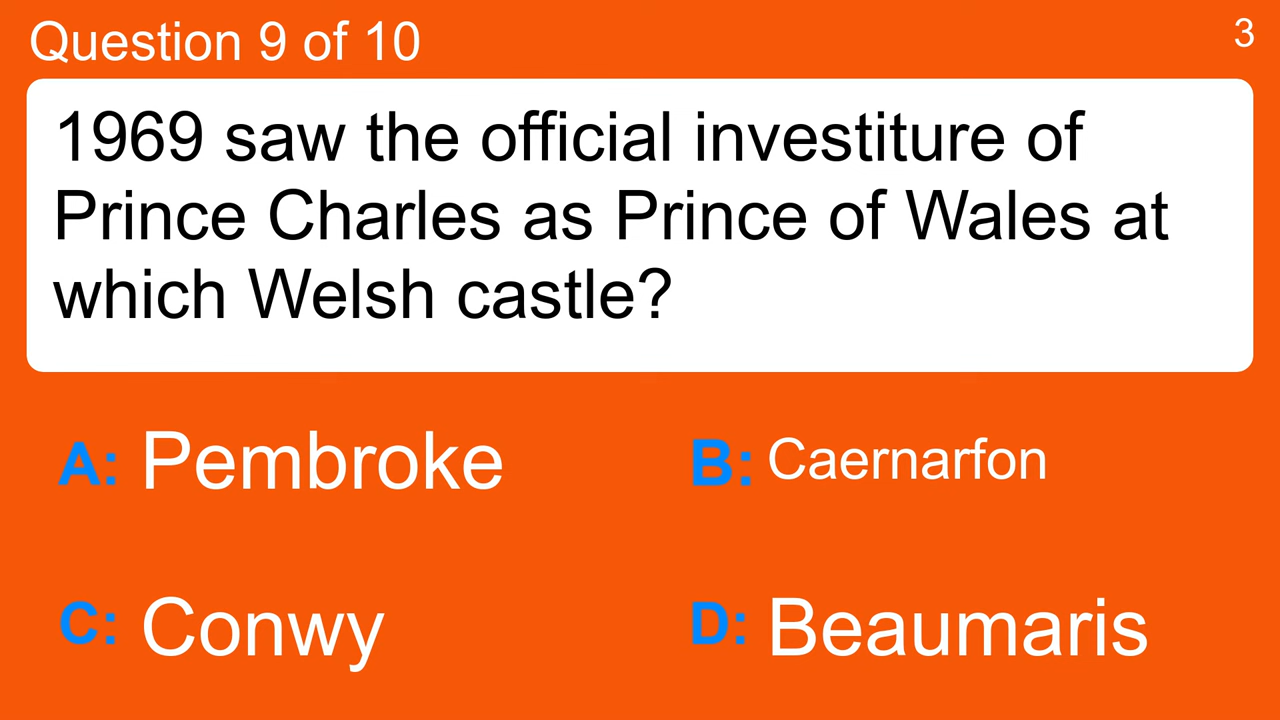 Question 9 of 10
3
1969 saw the official investiture of
Prince Charles as Prince of Wales at
which Welsh castle?
A: Pembroke
B: Caernarfon
C: Conwy
D: Beaumaris